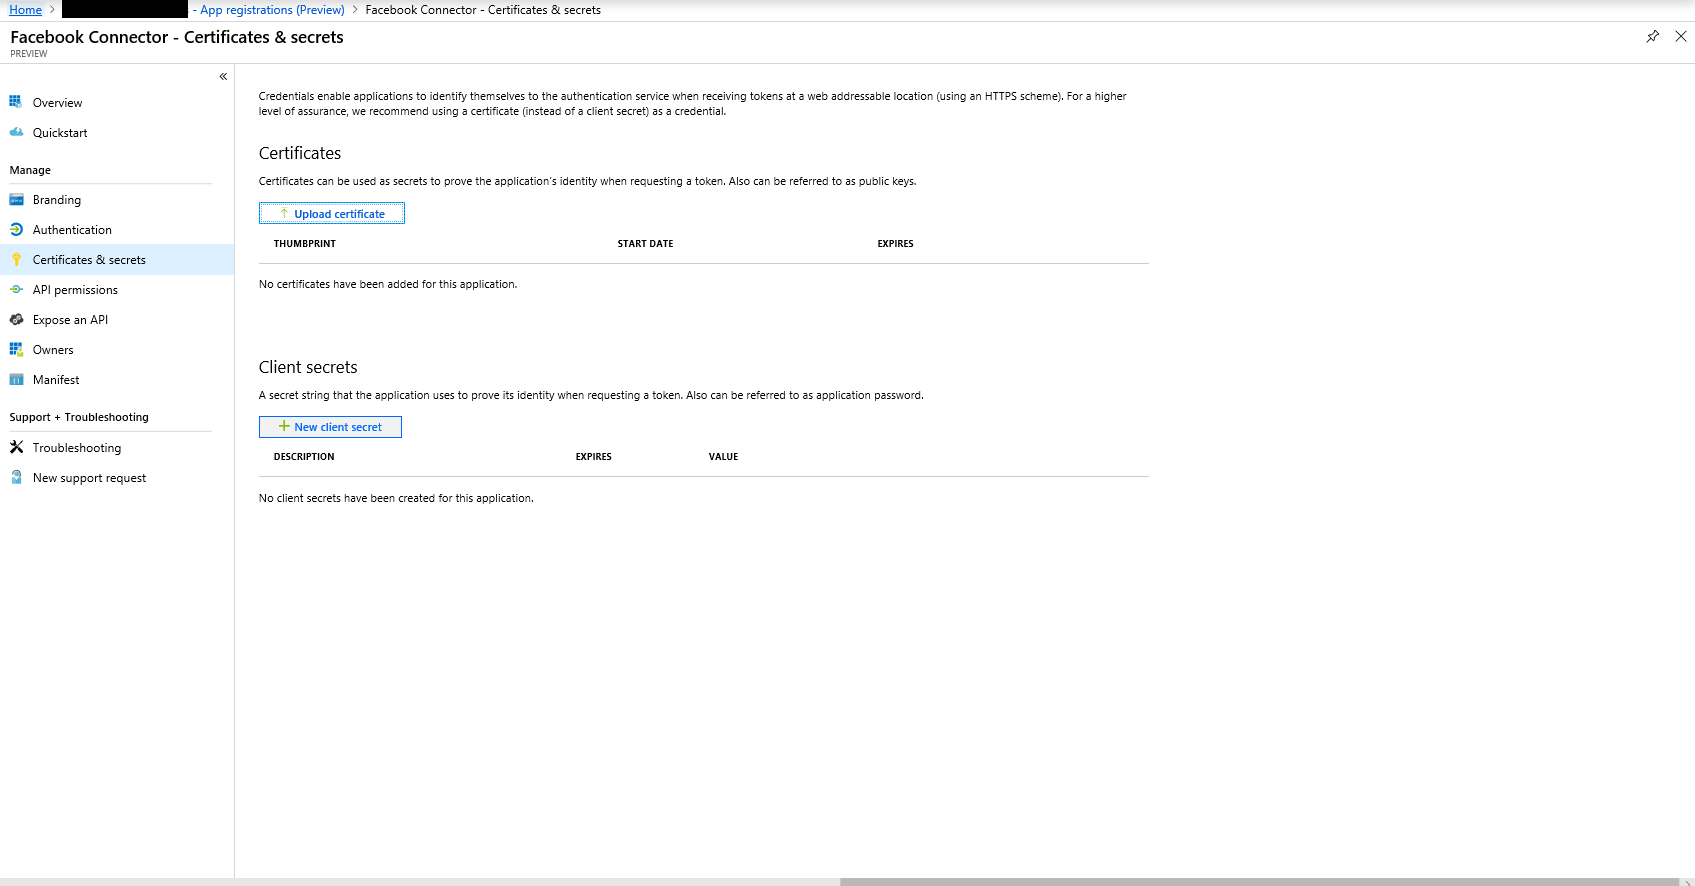 Home > - App registrations (Preview) > Facebook Connector - Certificates & secrets
Facebook Connector - Certificates & secrets
PREVIEW
«
Overview
Quickstart
Manage
Branding
Authentication
Certificates & secrets
API permissions
Expose an API
Owners
Manifest
Support + Troubleshooting
Troubleshooting
New support request
Credentials enable applications to identify themselves to the authentication service when receiving tokens at a web addressable location (using an HTTPS scheme). For a higher
level of assurance, we recommend using a certificate (instead of a client secret) as a credential.
Certificates
Certificates can be used as secrets to prove the application's identity when requesting a token. Also can be referred to as public keys.
Upload certificate
THUMBPRINT START DATE EXPIRES
No certificates have been added for this application.
Client secrets
A secret string that the application uses to prove its identity when requesting a token. Also can be referred to as application password.
New client secret
DESCRIPTION EXPIRES VALUE
No client secrets have been created for this application.